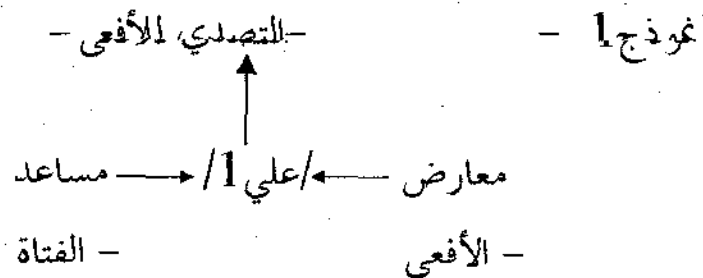 نموذج 1 - -التصدي للأفعى-
معارض /علي 1/ مساعد
- الأفعى - الفتاة